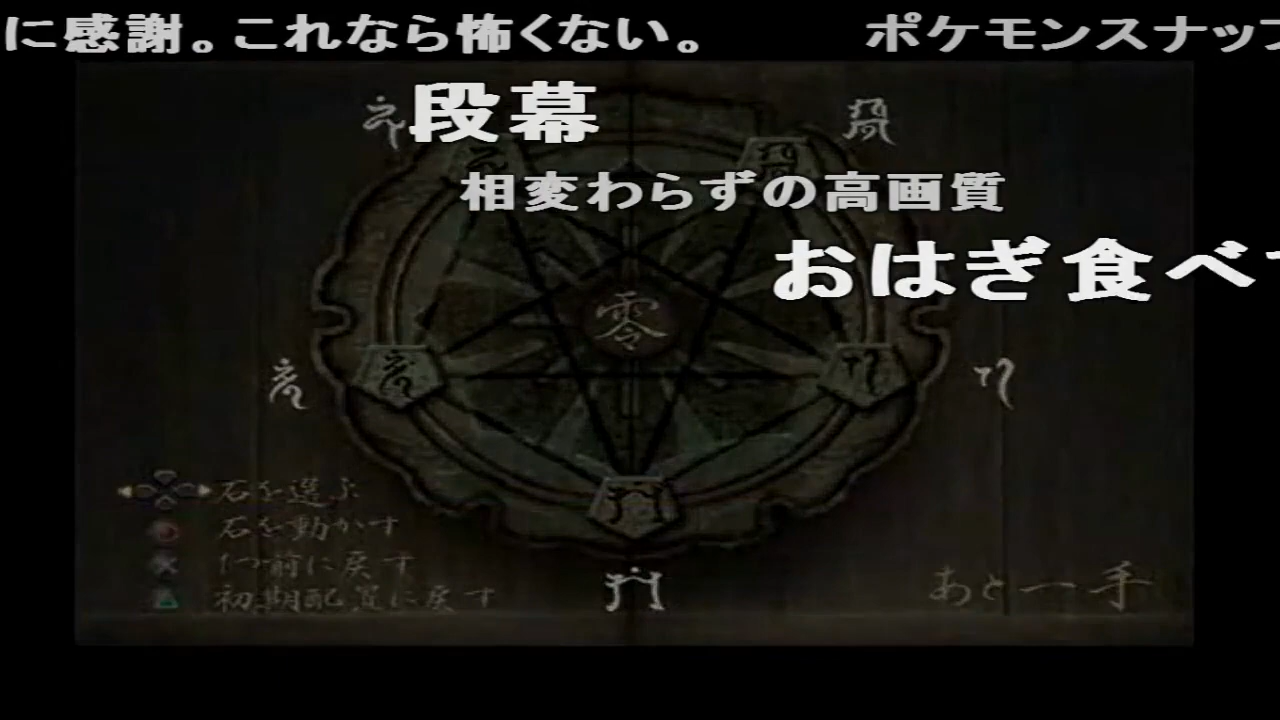 に感謝。これなら怖くない。
ポケモンスナップ
段幕
相変わらずの高画質
おはぎ食べ
零
石を選ぶ
石を動かす
1つ前に戻す
初期配置に戻す
あと一手